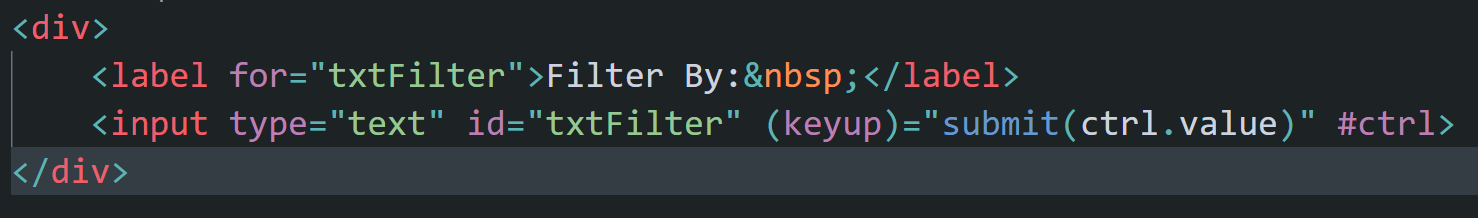 <div>
    <label for="txtFilter">Filter By:&nbsp;</label>
    <input type="text" id="txtFilter" (keyup)="submit(ctrl.value)" #ctrl>
</div>